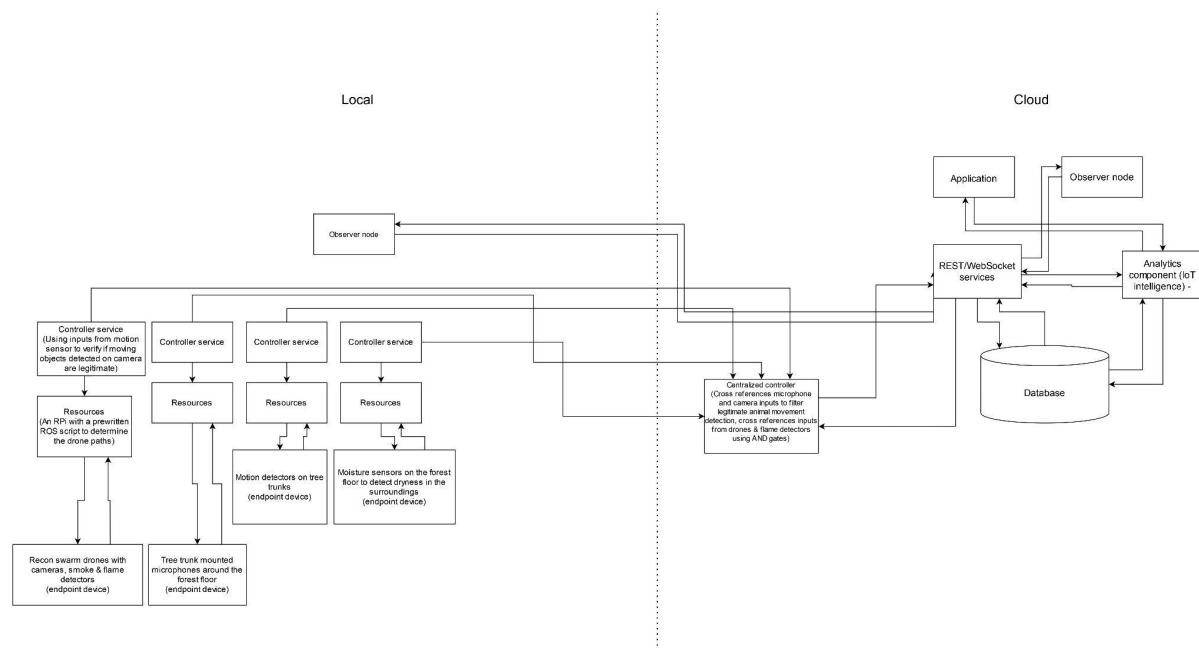 Local
Cloud
Application
Observer node
Observer node
REST/WebSocket
services
Analytics
component (IoT
intelligence) -
Controller service
(Using inputs from motion
sensor to verify if moving
objects detected on camera
are legitimate)
Controller service
Controller service
Controller service
Resources
(An RPi with a prewritten
ROS script to determine
the drone paths)
Resources
Resources
Resources
Centralized controller
(Cross references microphone
and camera inputs to filter
legitimate animal movement
detection, cross references inputs
from drones & flame detectors
using AND gates)
Database
Motion detectors on tree
trunks
(endpoint device)
Moisture sensors on the forest
floor to detect dryness in the
surroundings
(endpoint device)
Recon swarm drones with
cameras, smoke & flame
detectors
(endpoint device)
Tree trunk mounted
microphones around the
forest floor
(endpoint device)